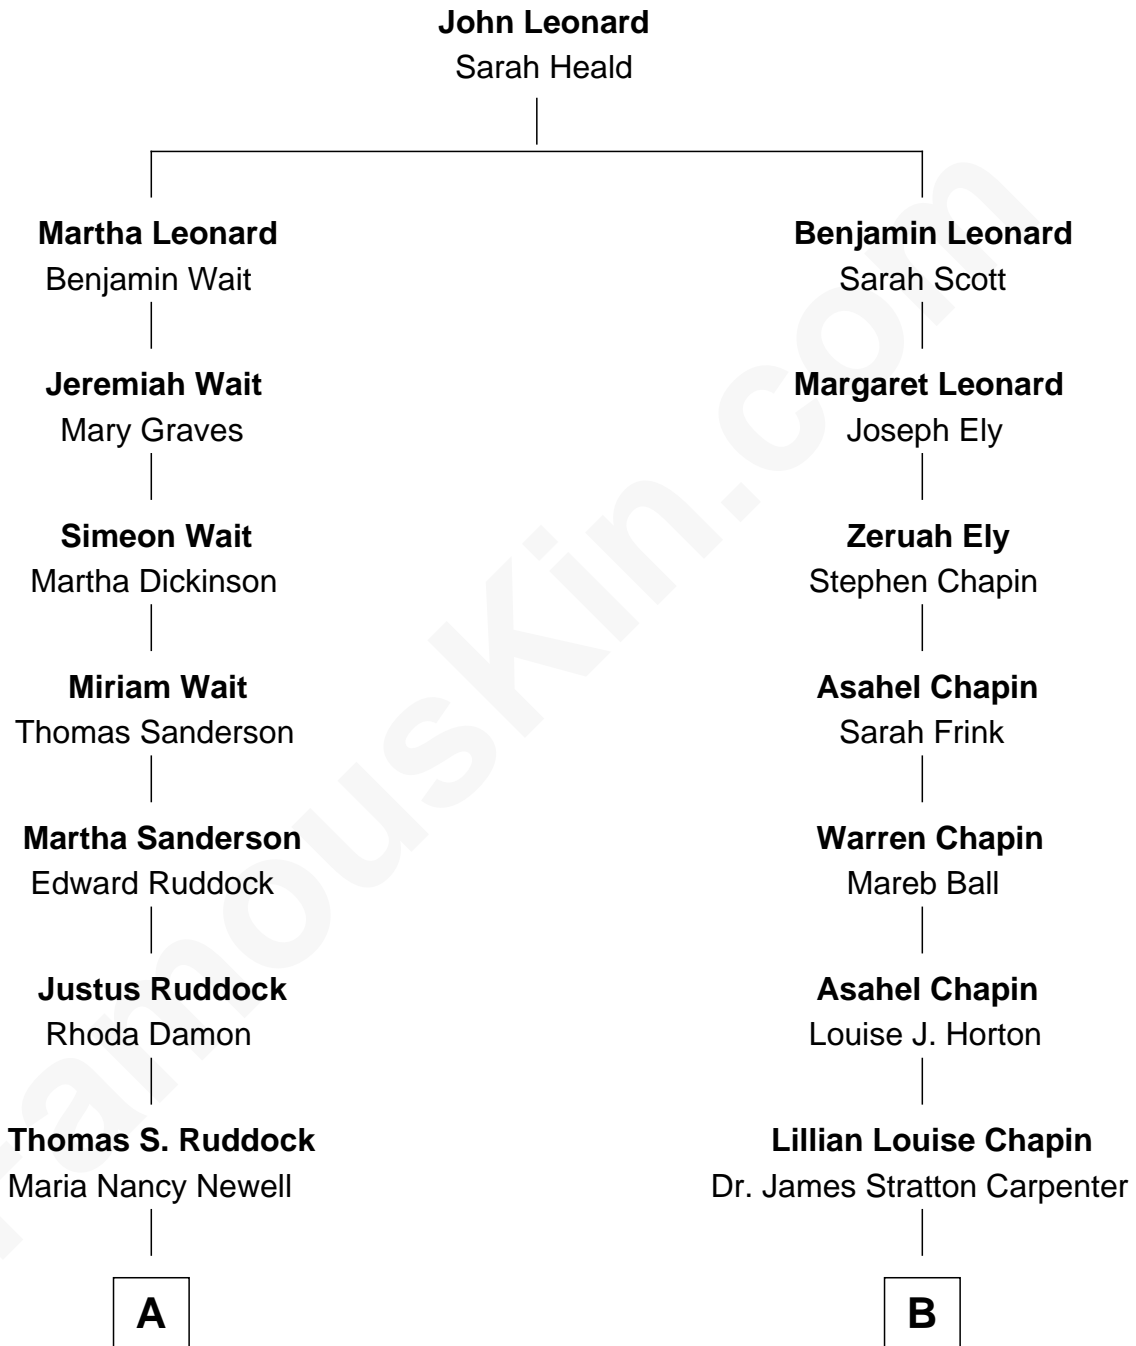 John Leonard
Sarah Heald
Martha Leonard
Benjamin Wait
Benjamin Leonard
Sarah Scott
Jeremiah Wait
Mary Graves
Margaret Leonard
Joseph Ely
Simeon Wait
Martha Dickinson
Zeruah Ely
Stephen Chapin
Miriam Wait
Thomas Sanderson
Asahel Chapin
Sarah Frink
Martha Sanderson
Edward Ruddock
Warren Chapin
Mareb Ball
Justus Ruddock
Rhoda Damon
Asahel Chapin
Louise J. Horton
Thomas S. Ruddock
Maria Nancy Newell
Lillian Louise Chapin
Dr. James Stratton Carpenter
A
B
FamousKin.com